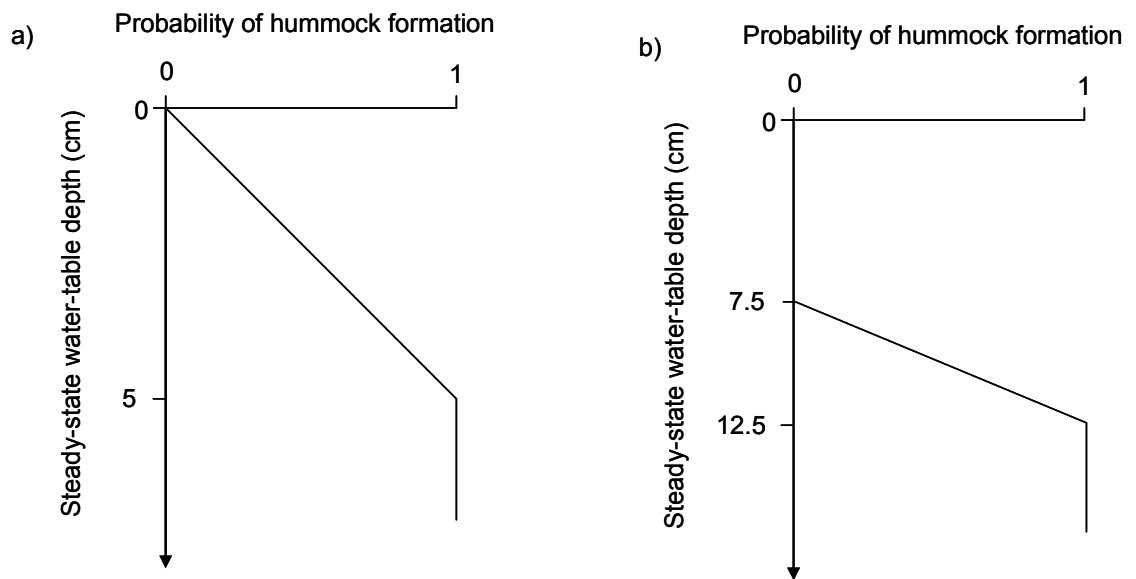 a)
Probability of hummock formation
0
1
0
5
Steady-state water-table depth (cm)
b)
Probability of hummock formation
0
1
0
7.5
12.5
Steady-state water-table depth (cm)